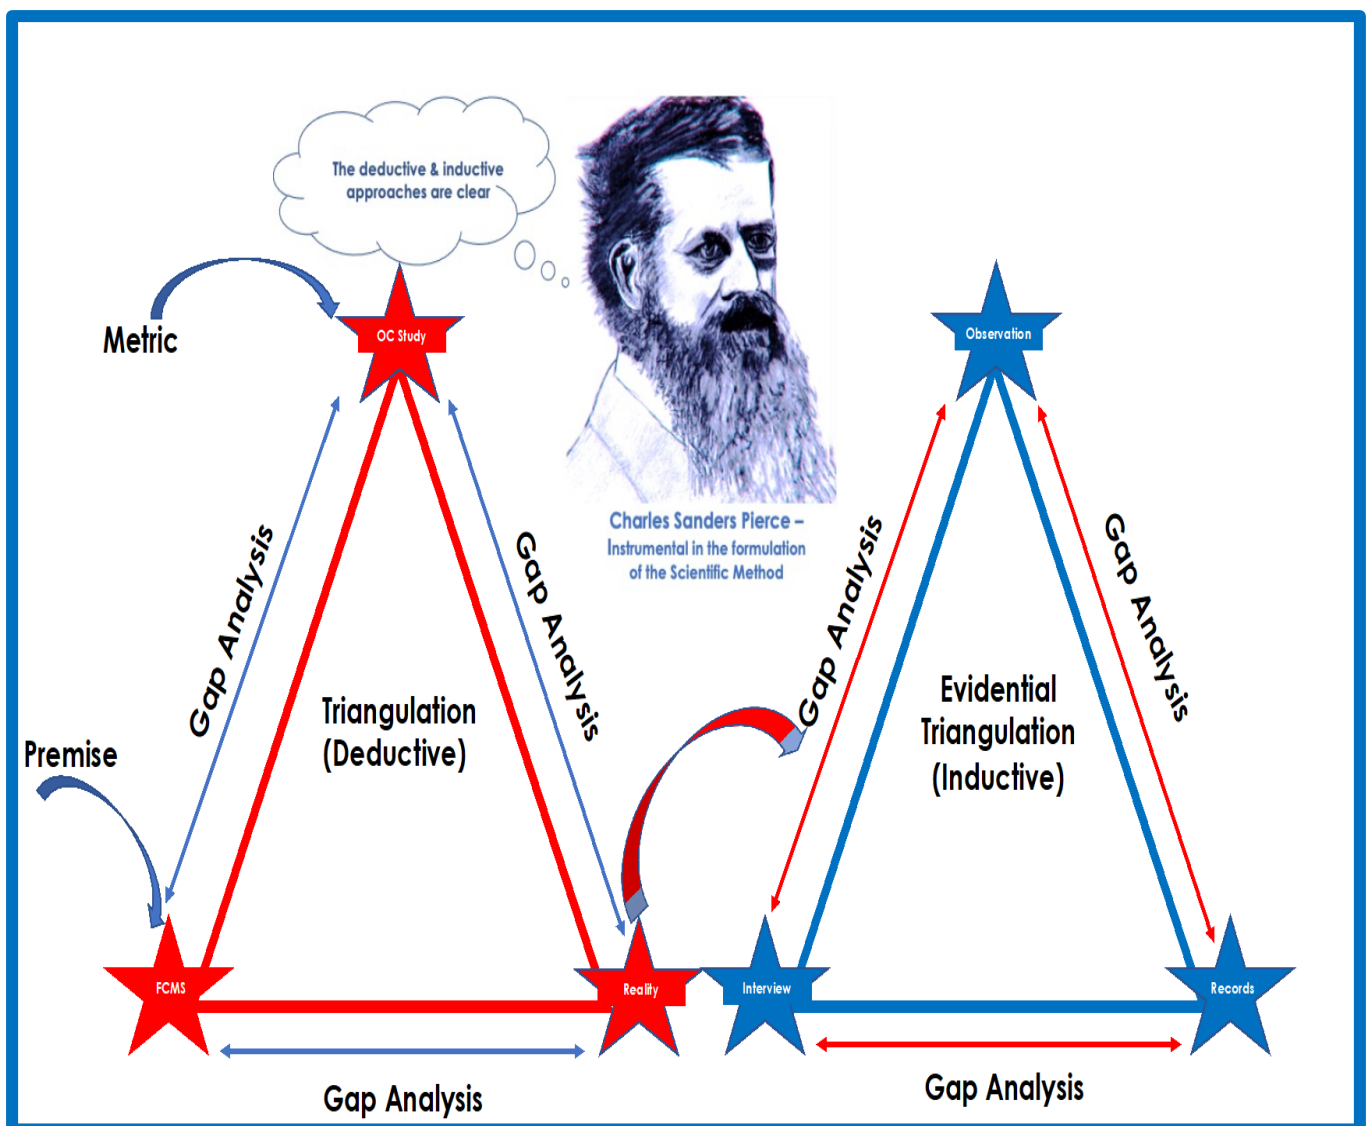 The deductive & inductive
approaches are clear
Metric
OC Study
Observation
Charles Sanders Pierce –
Instrumental in the formulation
of the Scientific Method
Gap Analysis
Gap Analysis
Gap Analysis
Gap Analysis
Triangulation
(Deductive)
Evidential
Triangulation
(Inductive)
Premise
FCMS
Reality
Interview
Records
Gap Analysis
Gap Analysis